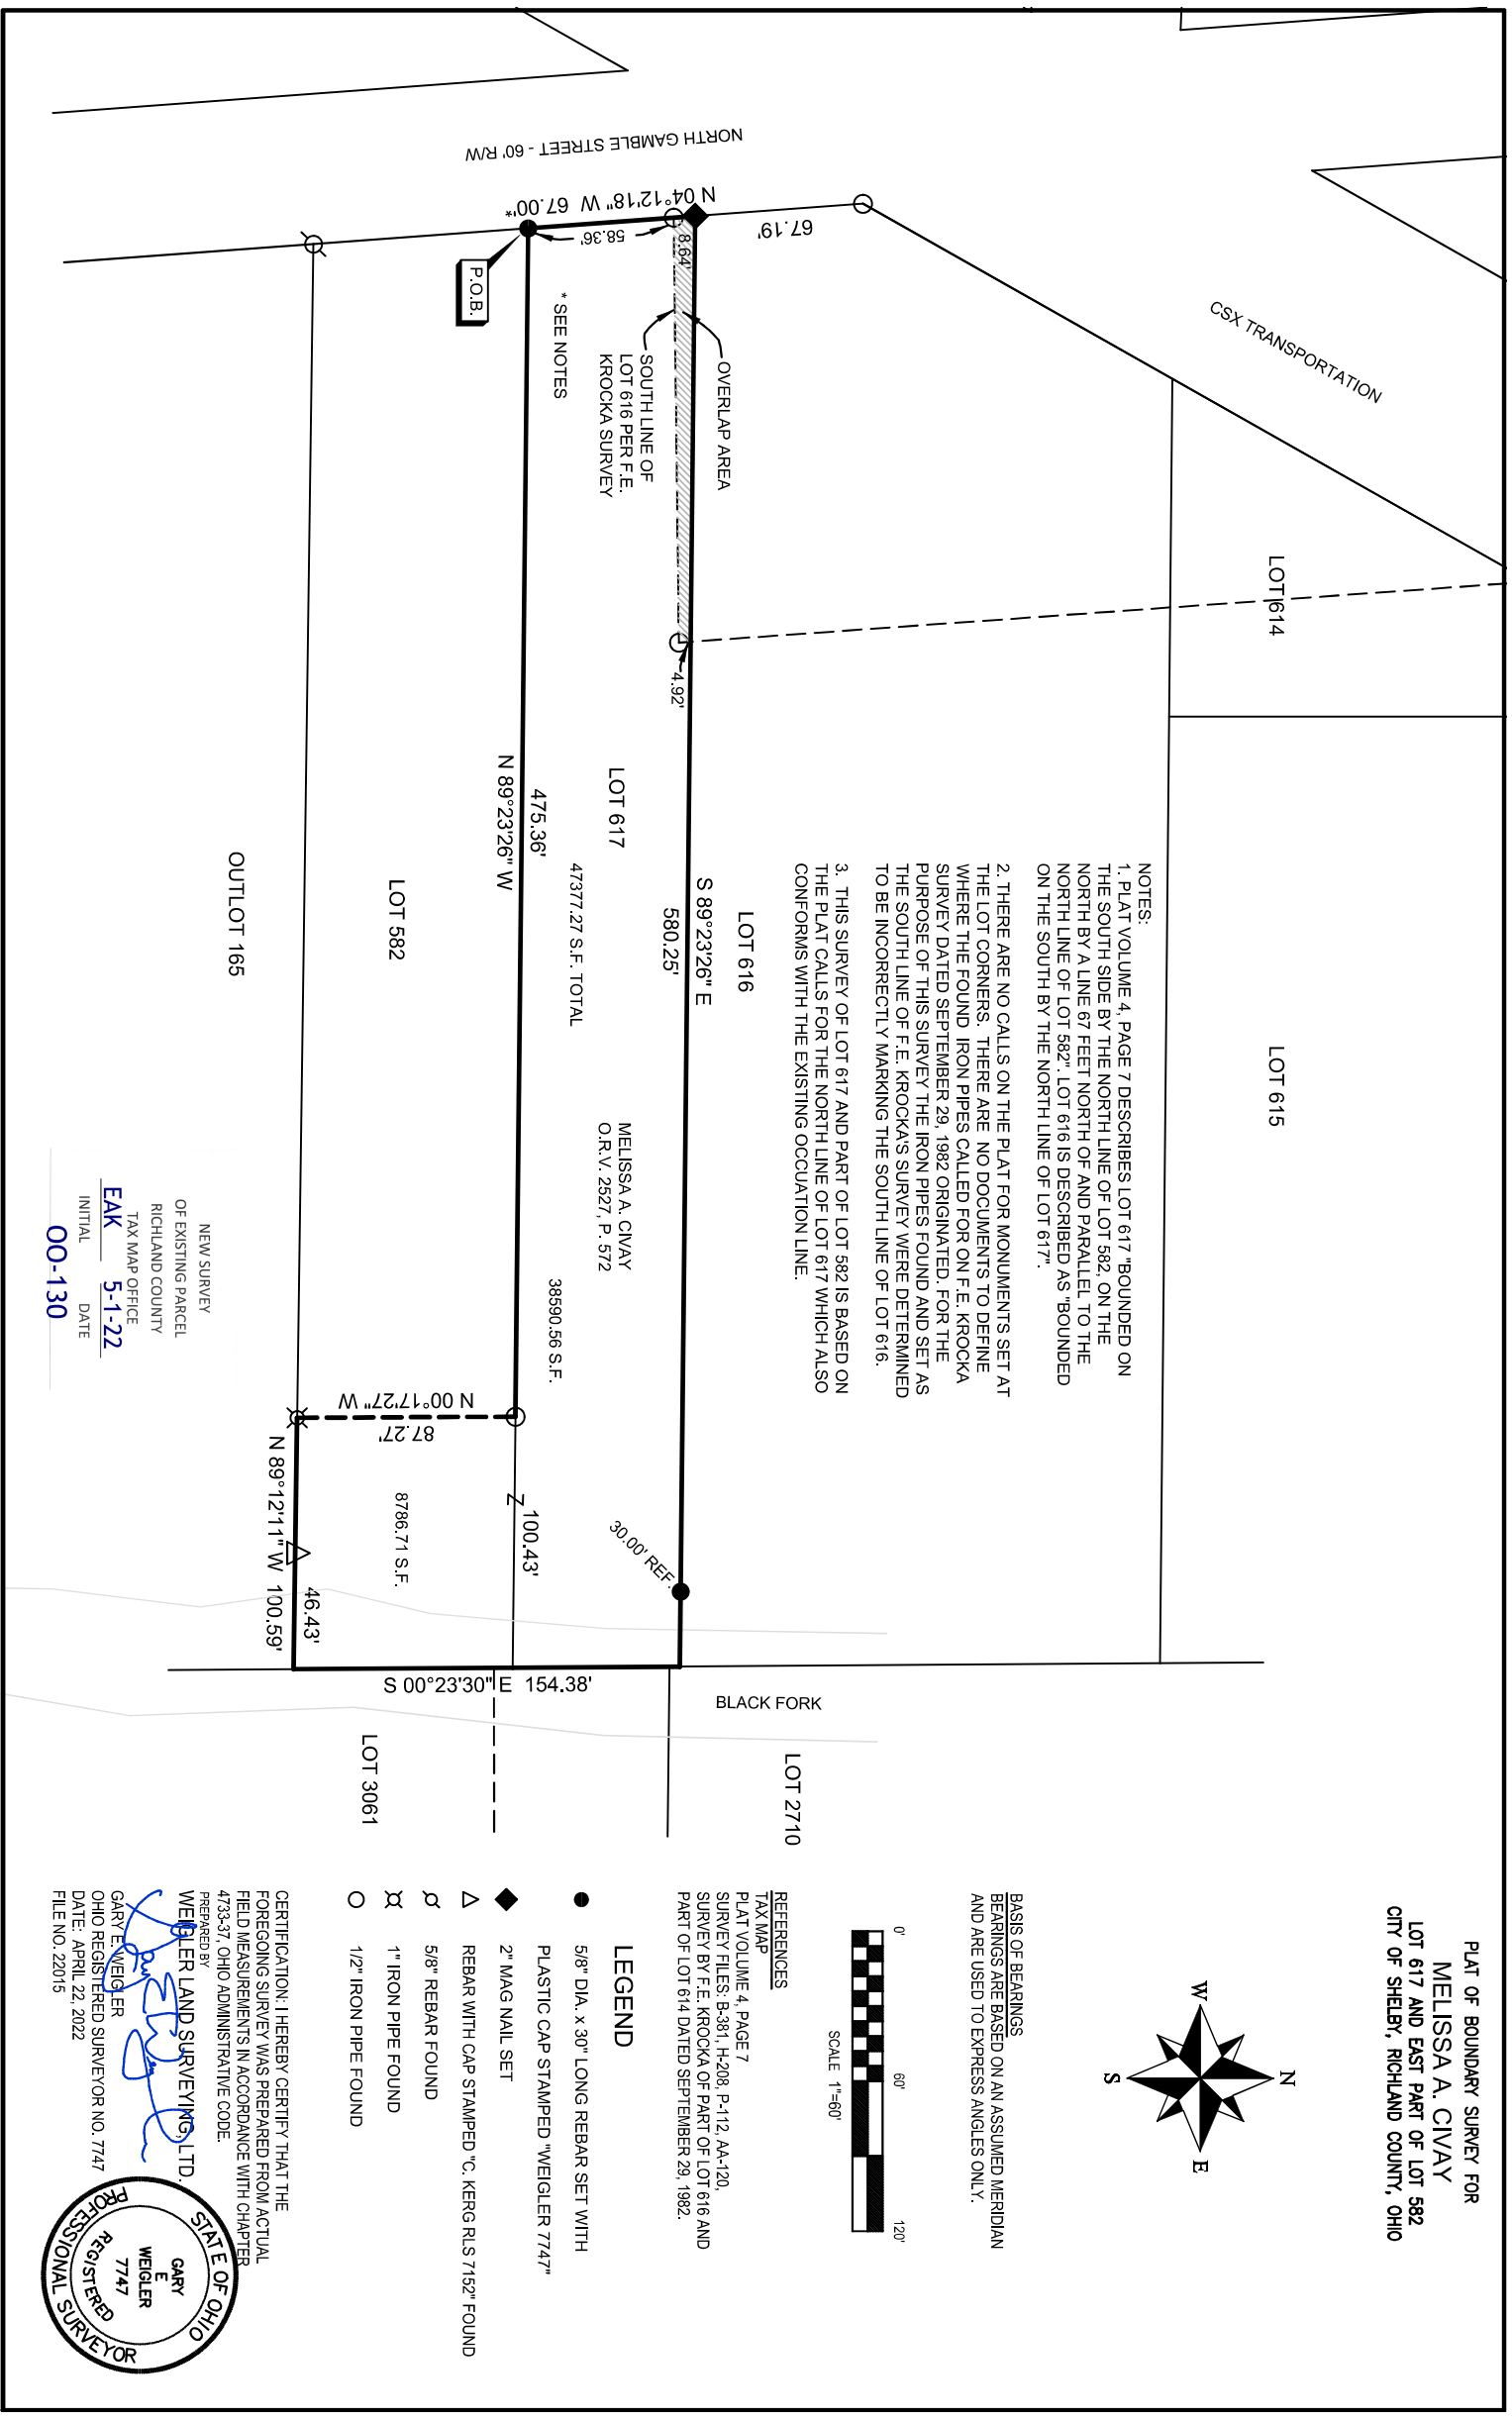 PLAT OF BOUNDARY SURVEY FOR
MELISSA A. CIVAY
LOT 617 AND EAST PART OF LOT 582
CITY OF SHELBY, RICHLAND COUNTY, OHIO
N
W
E
S
BASIS OF BEARINGS
BEARINGS ARE BASED ON AN ASSUMED MERIDIAN
AND ARE USED TO EXPRESS ANGLES ONLY.
0'
60'
120'
SCALE 1"=60'
REFERENCES
TAX MAP
PLAT VOLUME 4, PAGE 7
SURVEY FILES: B-381, H-208, P-112, AA-120,
SURVEY BY F.E. KROCKA OF PART OF LOT 616 AND
PART OF LOT 614 DATED SEPTEMBER 29, 1982.
LEGEND
5/8" DIA. x 30" LONG REBAR SET WITH
PLASTIC CAP STAMPED "WEIGLER 7747"
2" MAG NAIL SET
REBAR WITH CAP STAMPED "C. KERG RLS 7152" FOUND
5/8" REBAR FOUND
1" IRON PIPE FOUND
1/2" IRON PIPE FOUND
CERTIFICATION: I HEREBY CERTIFY THAT THE
FOREGOING SURVEY WAS PREPARED FROM ACTUAL
FIELD MEASUREMENTS IN ACCORDANCE WITH CHAPTER
4733-37, OHIO ADMINISTRATIVE CODE.
PREPARED BY
WEIGLER LAND SURVEYING, LTD.
GARY E. WEIGLER
OHIO REGISTERED SURVEYOR NO. 7747
DATE: APRIL 22, 2022
FILE NO. 22015
STATE OF OHIO
GARY
E
WEIGLER
7747
REGISTERED
PROFESSIONAL SURVEYOR
CSX TRANSPORTATION
LOT 614
LOT 615
NOTES:
1. PLAT VOLUME 4, PAGE 7 DESCRIBES LOT 617 "BOUNDED ON
THE SOUTH SIDE BY THE NORTH LINE OF LOT 582, ON THE
NORTH BY A LINE 67 FEET NORTH OF AND PARALLEL TO THE
NORTH LINE OF LOT 582". LOT 616 IS DESCRIBED AS "BOUNDED
ON THE SOUTH BY THE NORTH LINE OF LOT 617".
2. THERE ARE NO CALLS ON THE PLAT FOR MONUMENTS SET AT
THE LOT CORNERS. THERE ARE NO DOCUMENTS TO DEFINE
WHERE THE FOUND IRON PIPES CALLED FOR ON F.E. KROCKA
SURVEY DATED SEPTEMBER 29, 1982 ORIGINATED. FOR THE
PURPOSE OF THIS SURVEY THE IRON PIPES FOUND AND SET AS
THE SOUTH LINE OF F.E. KROCKA'S SURVEY WERE DETERMINED
TO BE INCORRECTLY MARKING THE SOUTH LINE OF LOT 616.
3. THIS SURVEY OF LOT 617 AND PART OF LOT 582 IS BASED ON
THE PLAT CALLS FOR THE NORTH LINE OF LOT 617 WHICH ALSO
CONFORMS WITH THE EXISTING OCCUATION LINE.
NORTH GAMBLE STREET - 60' R/W
67.19'
N 04°12'18" W 67.00'*
58.36'
8.64'
OVERLAP AREA
SOUTH LINE OF
LOT 616 PER F.E.
KROCKA SURVEY
* SEE NOTES
P.O.B.
4.92'
LOT 616
S 89°23'26" E
580.25'
LOT 617
MELISSA A. CIVAY
O.R.V. 2527, P. 572
47377.27 S.F. TOTAL
38590.56 S.F.
475.36'
N 89°23'26" W
30.00' REF.
Z
100.43'
N 00°17'27" W
87.27'
8786.71 S.F.
46.43'
N 89°12'11" W 100.59'
S 00°23'30" E 154.38'
BLACK FORK
LOT 2710
LOT 3061
LOT 582
OUTLOT 165
NEW SURVEY
OF EXISTING PARCEL
RICHLAND COUNTY
TAX MAP OFFICE
EAK 5-1-22
INITIAL DATE
OO-130